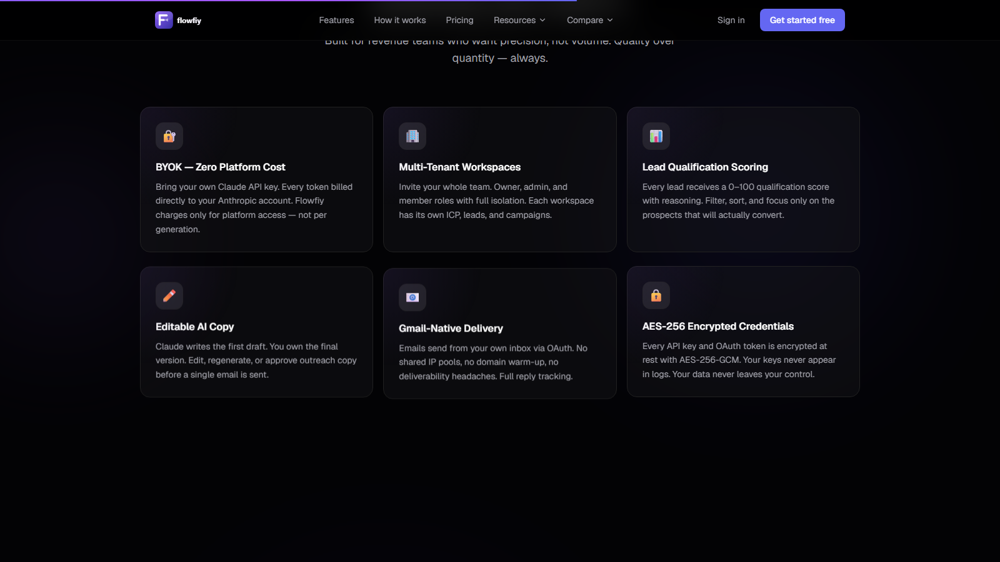 flowfiy
Features
How it works
Pricing
Resources
Compare
Sign in
Get started free
Built for revenue teams who want precision, not volume. Quality over
quantity — always.
BYOK — Zero Platform Cost
Bring your own Claude API key. Every token billed
directly to your Anthropic account. Flowfiy
charges only for platform access — not per
generation.
Multi-Tenant Workspaces
Invite your whole team. Owner, admin, and
member roles with full isolation. Each workspace
has its own ICP, leads, and campaigns.
Lead Qualification Scoring
Every lead receives a 0–100 qualification score
with reasoning. Filter, sort, and focus only on the
prospects that will actually convert.
Editable AI Copy
Claude writes the first draft. You own the final
version. Edit, regenerate, or approve outreach copy
before a single email is sent.
Gmail-Native Delivery
Emails send from your own inbox via OAuth. No
shared IP pools, no domain warm-up, no
deliverability headaches. Full reply tracking.
AES-256 Encrypted Credentials
Every API key and OAuth token is encrypted at
rest with AES-256-GCM. Your keys never appear
in logs. Your data never leaves your control.